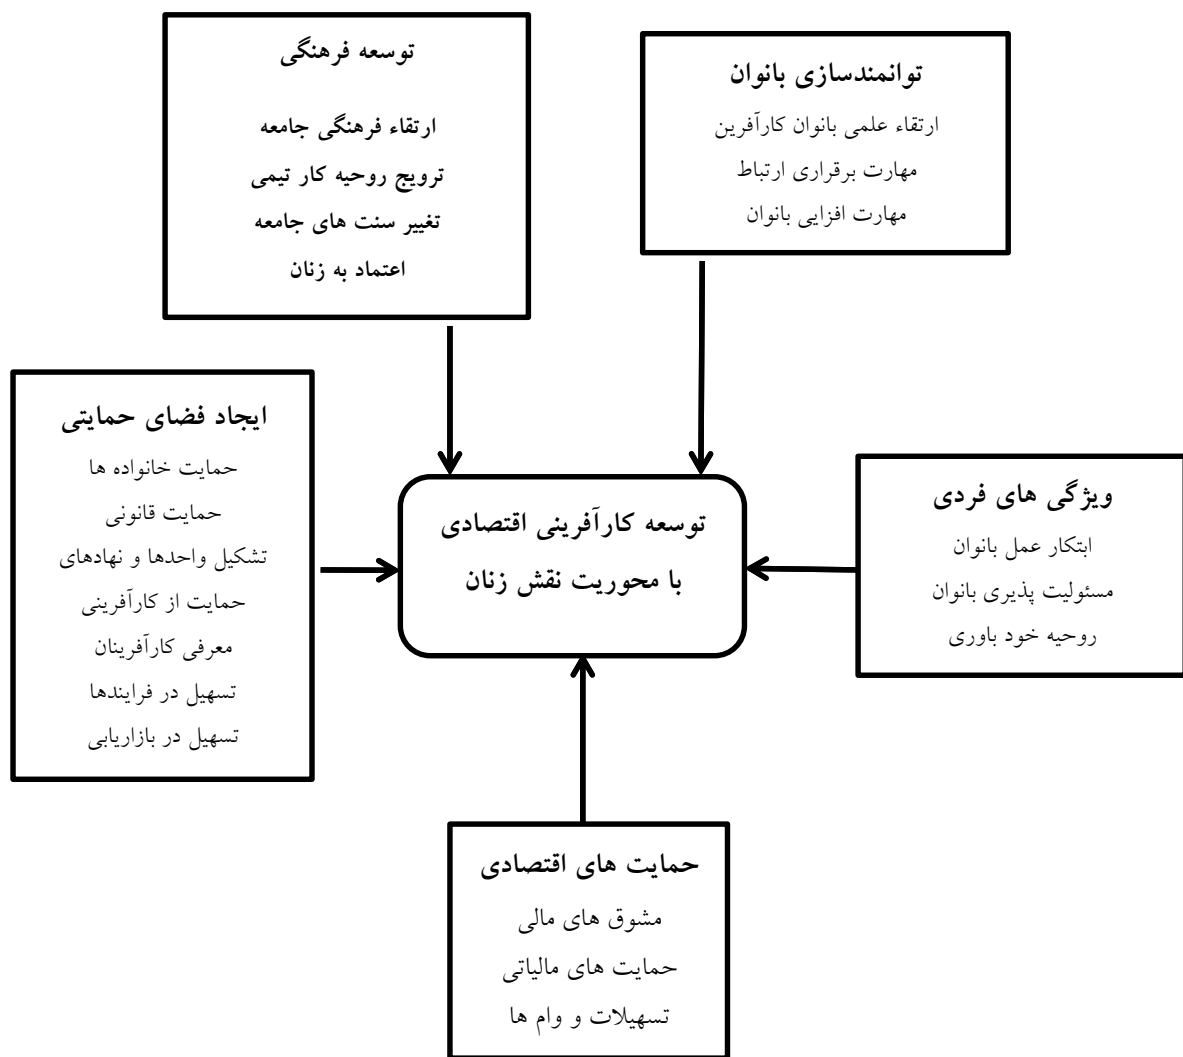 توسعه فرهنگی
ارتقاء فرهنگی جامعه
ترویج روحیه کار تیمی
تغییر سنت های جامعه
اعتماد به زنان
توانمندسازی بانوان
ارتقاء علمی بانوان کارآفرین
مهارت برقراری ارتباط
مهارت افزایی بانوان
ایجاد فضای حمایتی
حمایت خانواده ها
حمایت قانونی
تشکیل واحدها و نهادهای
حمایت از کارآفرینی
معرفی کارآفرینان
تسهیل در فرایندها
تسهیل در بازاریابی
توسعه کارآفرینی اقتصادی
با محوریت نقش زنان
ویژگی های فردی
ابتکار عمل بانوان
مسئولیت پذیری بانوان
روحیه خود باوری
حمایت های اقتصادی
مشوق های مالی
حمایت های مالیاتی
تسهیلات و وام ها